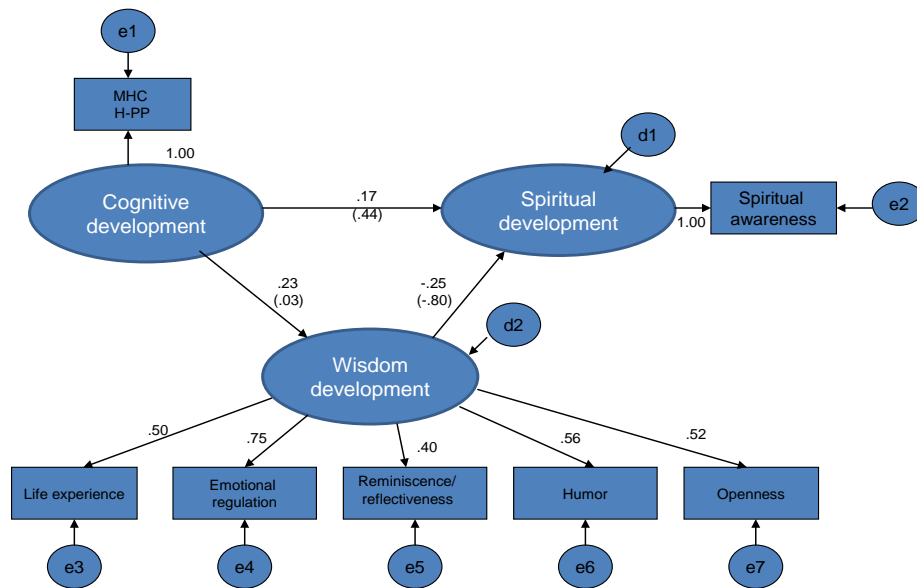 e1
MHC
H-PP
1.00
d1
Cognitive
development
.17
(.44)
Spiritual
development
1.00
Spiritual
awareness
e2
.23
(.03)
-.25
(-.80)
d2
Wisdom
development
.50
.75
.40
.56
.52
Life experience
Emotional
regulation
Reminiscence/
reflectiveness
Humor
Openness
e3
e4
e5
e6
e7